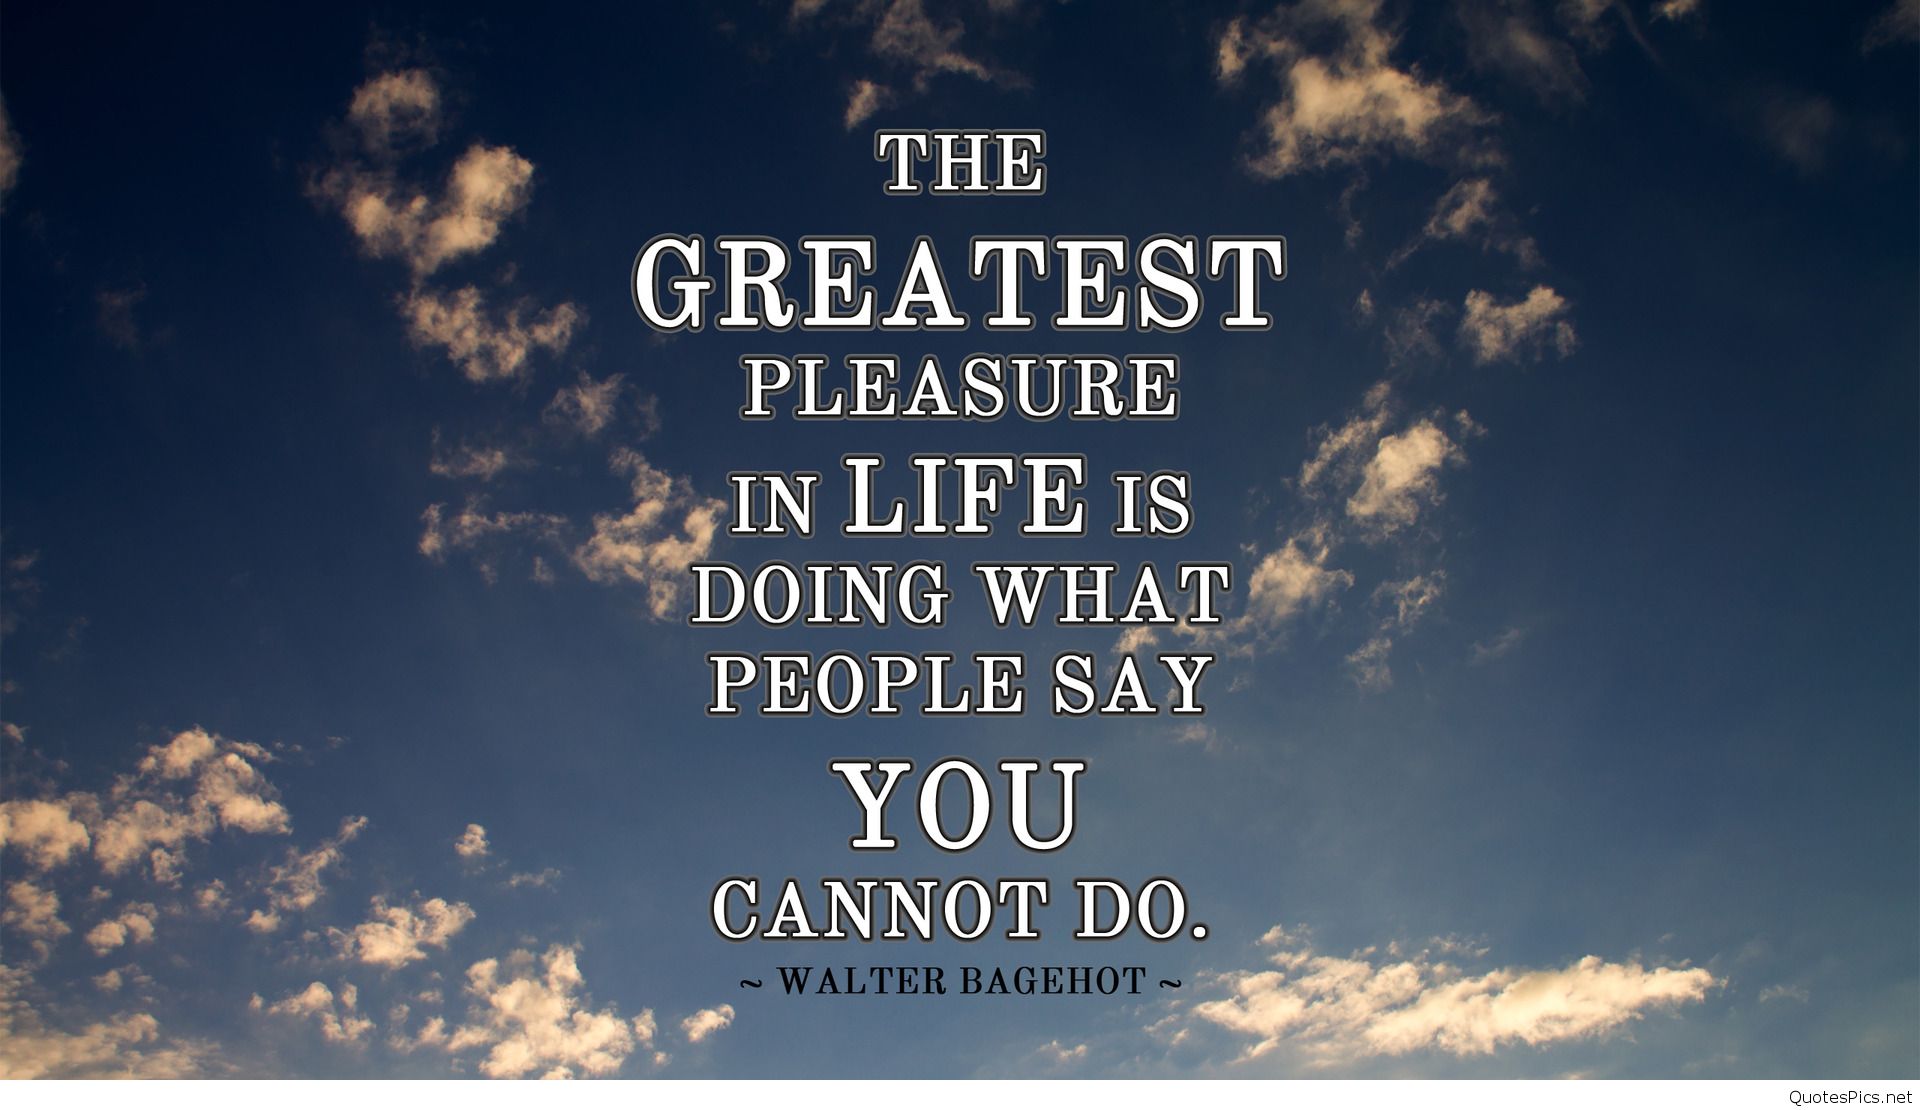 THE
GREATEST
PLEASURE
IN LIFE IS
DOING WHAT
PEOPLE SAY
YOU
CANNOT DO.
~ WALTER BAGEHOT ~
QuotesPics.net